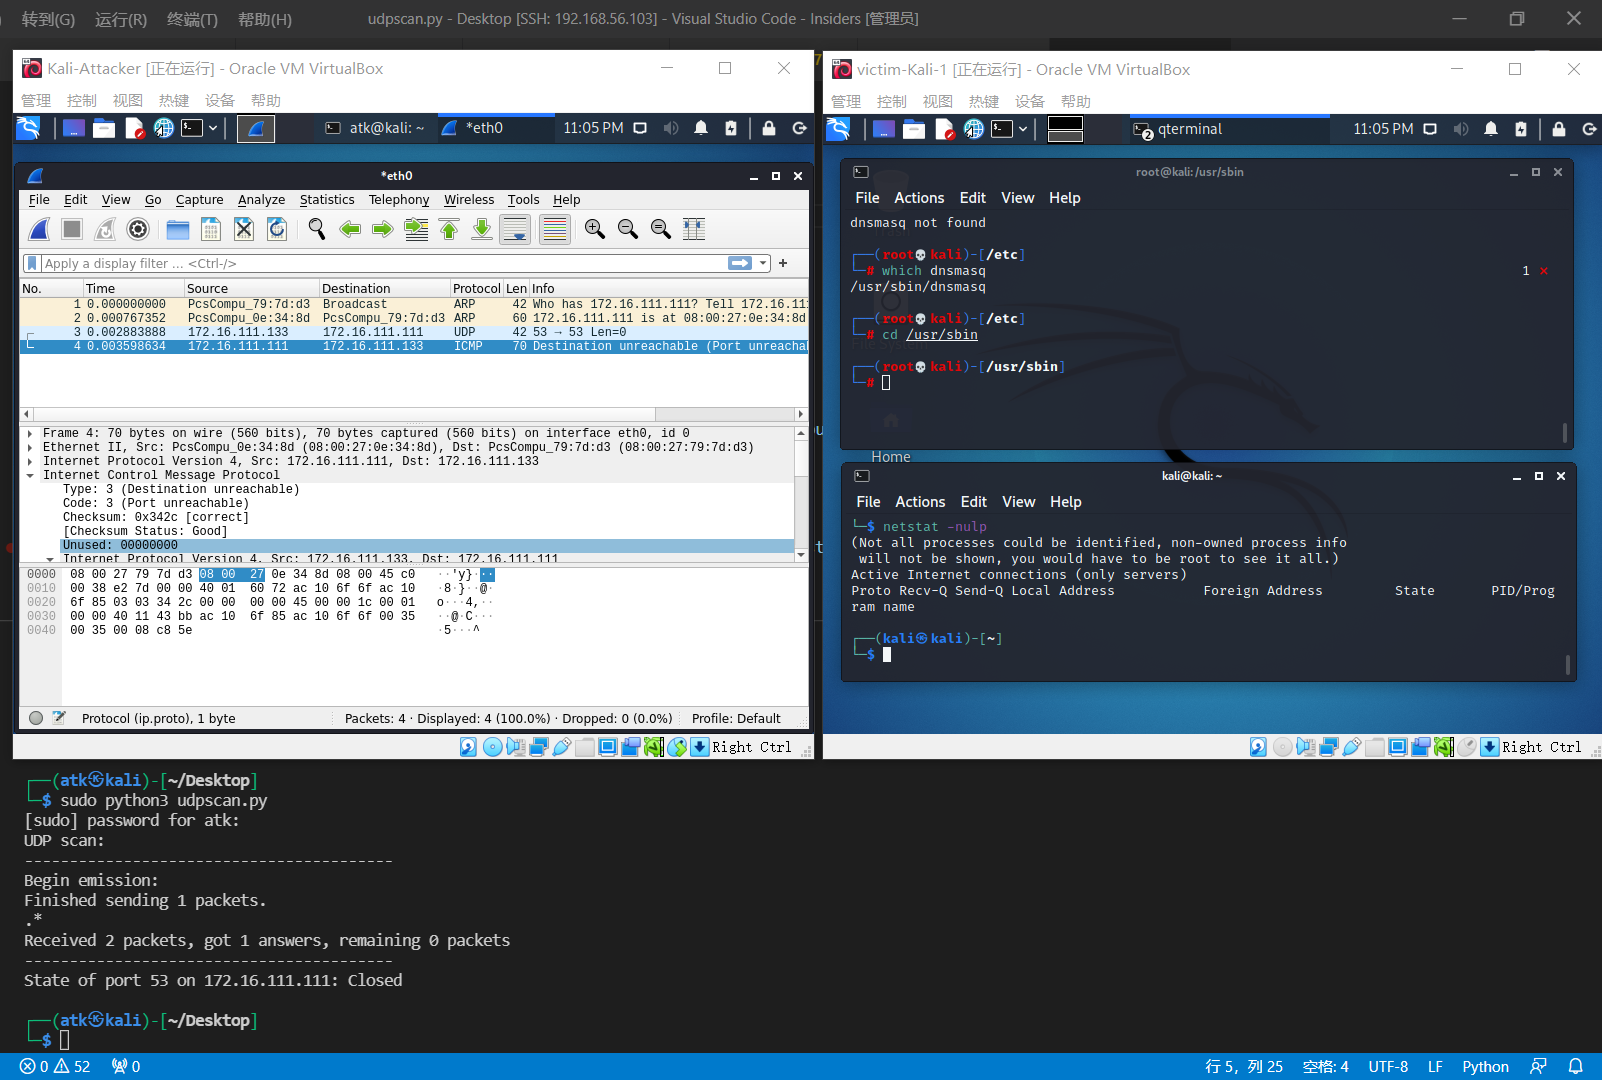 转到(G) 运行(R) 终端(T) 帮助(H) udpscan.py - Desktop [SSH: 192.168.56.103] - Visual Studio Code - Insiders [管理员]
Kali-Attacker [正在运行] - Oracle VM VirtualBox
管理 控制 视图 热键 设备 帮助
atk@kali: ~ *eth0 11:05 PM
*eth0
File Edit View Go Capture Analyze Statistics Telephony Wireless Tools Help
Apply a display filter ... <Ctrl-/>
No. Time Source Destination Protocol Len Info
1 0.000000000 PcsCompu_79:7d:d3 Broadcast ARP 42 Who has 172.16.111.111? Tell 172.16.11
2 0.000767352 PcsCompu_0e:34:8d PcsCompu_79:7d:d3 ARP 60 172.16.111.111 is at 08:00:27:0e:34:8d
3 0.002883888 172.16.111.133 172.16.111.111 UDP 42 53 → 53 Len=0
4 0.003598634 172.16.111.111 172.16.111.133 ICMP 70 Destination unreachable (Port unreachal
Frame 4: 70 bytes on wire (560 bits), 70 bytes captured (560 bits) on interface eth0, id 0
Ethernet II, Src: PcsCompu_0e:34:8d (08:00:27:0e:34:8d), Dst: PcsCompu_79:7d:d3 (08:00:27:79:7d:d3)
Internet Protocol Version 4, Src: 172.16.111.111, Dst: 172.16.111.133
Internet Control Message Protocol
Type: 3 (Destination unreachable)
Code: 3 (Port unreachable)
Checksum: 0x342c [correct]
[Checksum Status: Good]
Unused: 00000000
Internet Protocol Version 4, Src: 172.16.111.133, Dst: 172.16.111.111
0000 08 00 27 79 7d d3 08 00 27 0e 34 8d 08 00 45 c0 ··'y}···
0010 00 38 e2 7d 00 00 40 01 60 72 ac 10 6f 6f ac 10 ·8·}··@·
0020 6f 85 03 03 34 2c 00 00 00 00 45 00 00 1c 00 01 o···4,··
0030 00 00 40 11 43 bb ac 10 6f 85 ac 10 6f 6f 00 35 ··@·C···
0040 00 35 00 08 c8 5e ·5···^
Protocol (ip.proto), 1 byte Packets: 4 · Displayed: 4 (100.0%) · Dropped: 0 (0.0%) Profile: Default
Right Ctrl
victim-Kali-1 [正在运行] - Oracle VM VirtualBox
管理 控制 视图 热键 设备 帮助
2 qterminal 11:05 PM
root@kali: /usr/sbin
File Actions Edit View Help
dnsmasq not found
(root💀kali)-[/etc]
# which dnsmasq 1 ×
/usr/sbin/dnsmasq
(root💀kali)-[/etc]
# cd /usr/sbin
(root💀kali)-[/usr/sbin]
#
Home
kali@kali: ~
File Actions Edit View Help
$ netstat -nulp
(Not all processes could be identified, non-owned process info
will not be shown, you would have to be root to see it all.)
Active Internet connections (only servers)
Proto Recv-Q Send-Q Local Address Foreign Address State PID/Prog
ram name
(kali㉿kali)-[~]
$
Right Ctrl
(atk㉿kali)-[~/Desktop]
$ sudo python3 udpscan.py
[sudo] password for atk:
UDP scan:
-----------------------------------------
Begin emission:
Finished sending 1 packets.
.*
Received 2 packets, got 1 answers, remaining 0 packets
-----------------------------------------
State of port 53 on 172.16.111.111: Closed
(atk㉿kali)-[~/Desktop]
$
0 52 0 行 5，列 25 空格: 4 UTF-8 LF Python